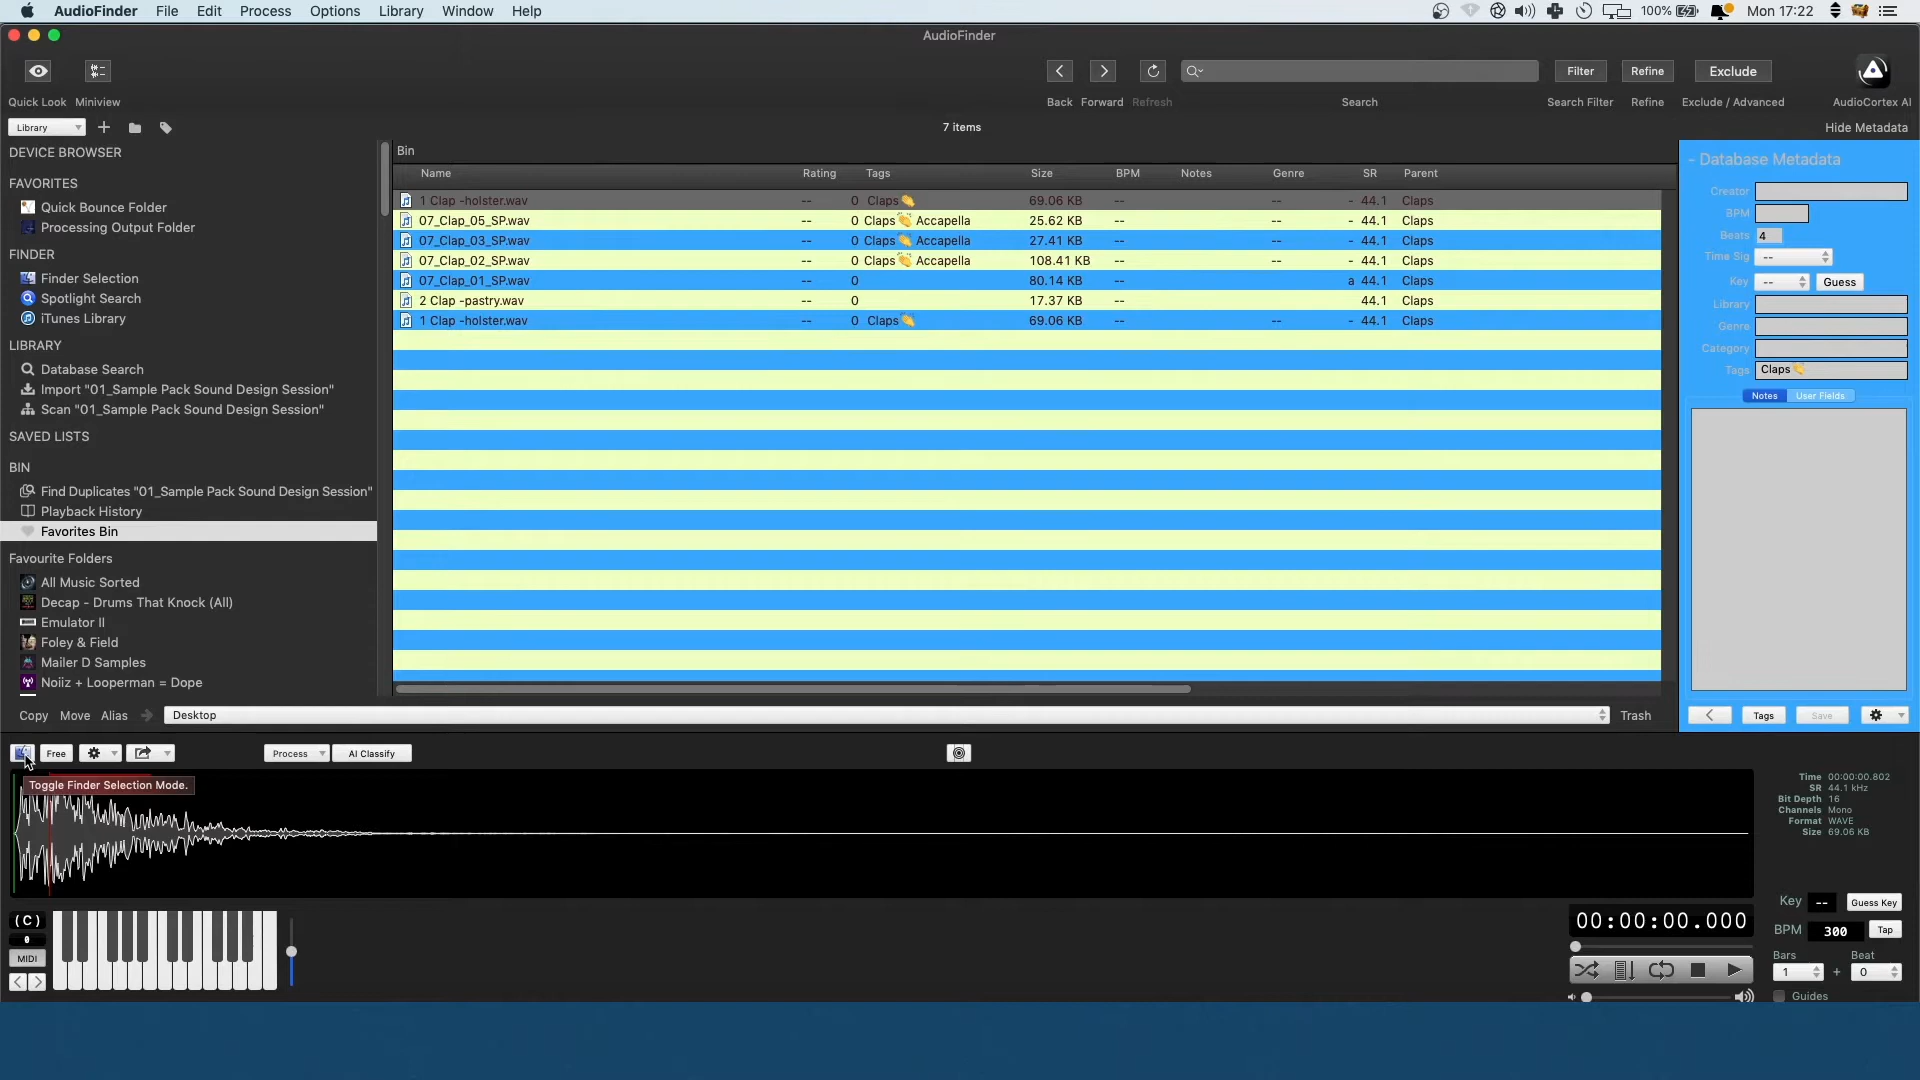 AudioFinder File Edit Process Options Library Window Help 100% Mon 17:22
AudioFinder
Quick Look Miniview Back Forward Refresh Search Filter Refine Exclude
Search Filter Refine Exclude / Advanced AudioCortex AI
Library 7 items Hide Metadata
DEVICE BROWSER
FAVORITES
Quick Bounce Folder
Processing Output Folder
FINDER
Finder Selection
Spotlight Search
iTunes Library
LIBRARY
Database Search
Import "01_Sample Pack Sound Design Session"
Scan "01_Sample Pack Sound Design Session"
SAVED LISTS
BIN
Find Duplicates "01_Sample Pack Sound Design Session"
Playback History
Favorites Bin
Favourite Folders
All Music Sorted
Decap - Drums That Knock (All)
Emulator II
Foley & Field
Mailer D Samples
Noiiz + Looperman = Dope
Bin
Name Rating Tags Size BPM Notes Genre SR Parent
1 Clap -holster.wav -- 0 Claps👏 69.06 KB -- -- - 44.1 Claps
07_Clap_05_SP.wav -- 0 Claps👏 Accapella 25.62 KB -- -- - 44.1 Claps
07_Clap_03_SP.wav -- 0 Claps👏 Accapella 27.41 KB -- -- - 44.1 Claps
07_Clap_02_SP.wav -- 0 Claps👏 Accapella 108.41 KB -- -- - 44.1 Claps
07_Clap_01_SP.wav -- 0 80.14 KB -- -- a 44.1 Claps
2 Clap -pastry.wav -- 0 17.37 KB -- 44.1 Claps
1 Clap -holster.wav -- 0 Claps👏 69.06 KB -- -- - 44.1 Claps
- Database Metadata
Creator
BPM
Beats 4
Time Sig --
Key -- Guess
Library
Genre
Category
Tags Claps👏
Notes User Fields
Copy Move Alias Desktop Trash Tags Save
Free Process AI Classify
Toggle Finder Selection Mode.
Time 00:00:00.802
SR 44.1 kHz
Bit Depth 16
Channels Mono
Format WAVE
Size 69.06 KB
(C)
0
MIDI
00:00:00.000
Key -- Guess Key
BPM 300 Tap
Bars Beat
1 + 0
Guides